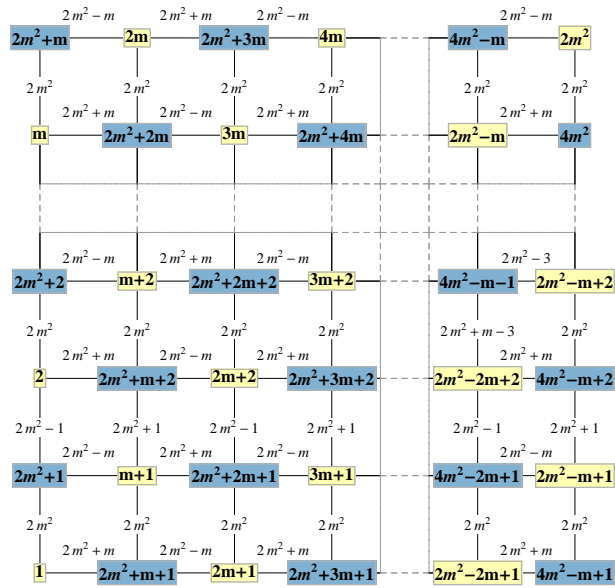 2m²−m 2m²+m 2m²−m 2m²−m
2m²+m 2m 2m²+3m 4m 4m²−m 2m²
2m² 2m² 2m² 2m² 2m² 2m²
2m²+m 2m²−m 2m²+m 2m²+m
m 2m²+2m 3m 2m²+4m 2m²−m 4m²
2m²−m 2m²+m 2m²−m 2m²−3
2m²+2 m+2 2m²+2m+2 3m+2 4m²−m−1 2m²−m+2
2m² 2m² 2m² 2m² 2m²+m−3 2m²
2m²+m 2m²−m 2m²+m 2m²+m
2 2m²+m+2 2m+2 2m²+3m+2 2m²−2m+2 4m²−m+2
2m²−1 2m²+1 2m²−1 2m²+1 2m²−1 2m²+1
2m²−m 2m²+m 2m²−m 2m²−m
2m²+1 m+1 2m²+2m+1 3m+1 4m²−2m+1 2m²−m+1
2m² 2m² 2m² 2m² 2m² 2m²
2m²+m 2m²−m 2m²+m 2m²+m
1 2m²+m+1 2m+1 2m²+3m+1 2m²−2m+1 4m²−m+1